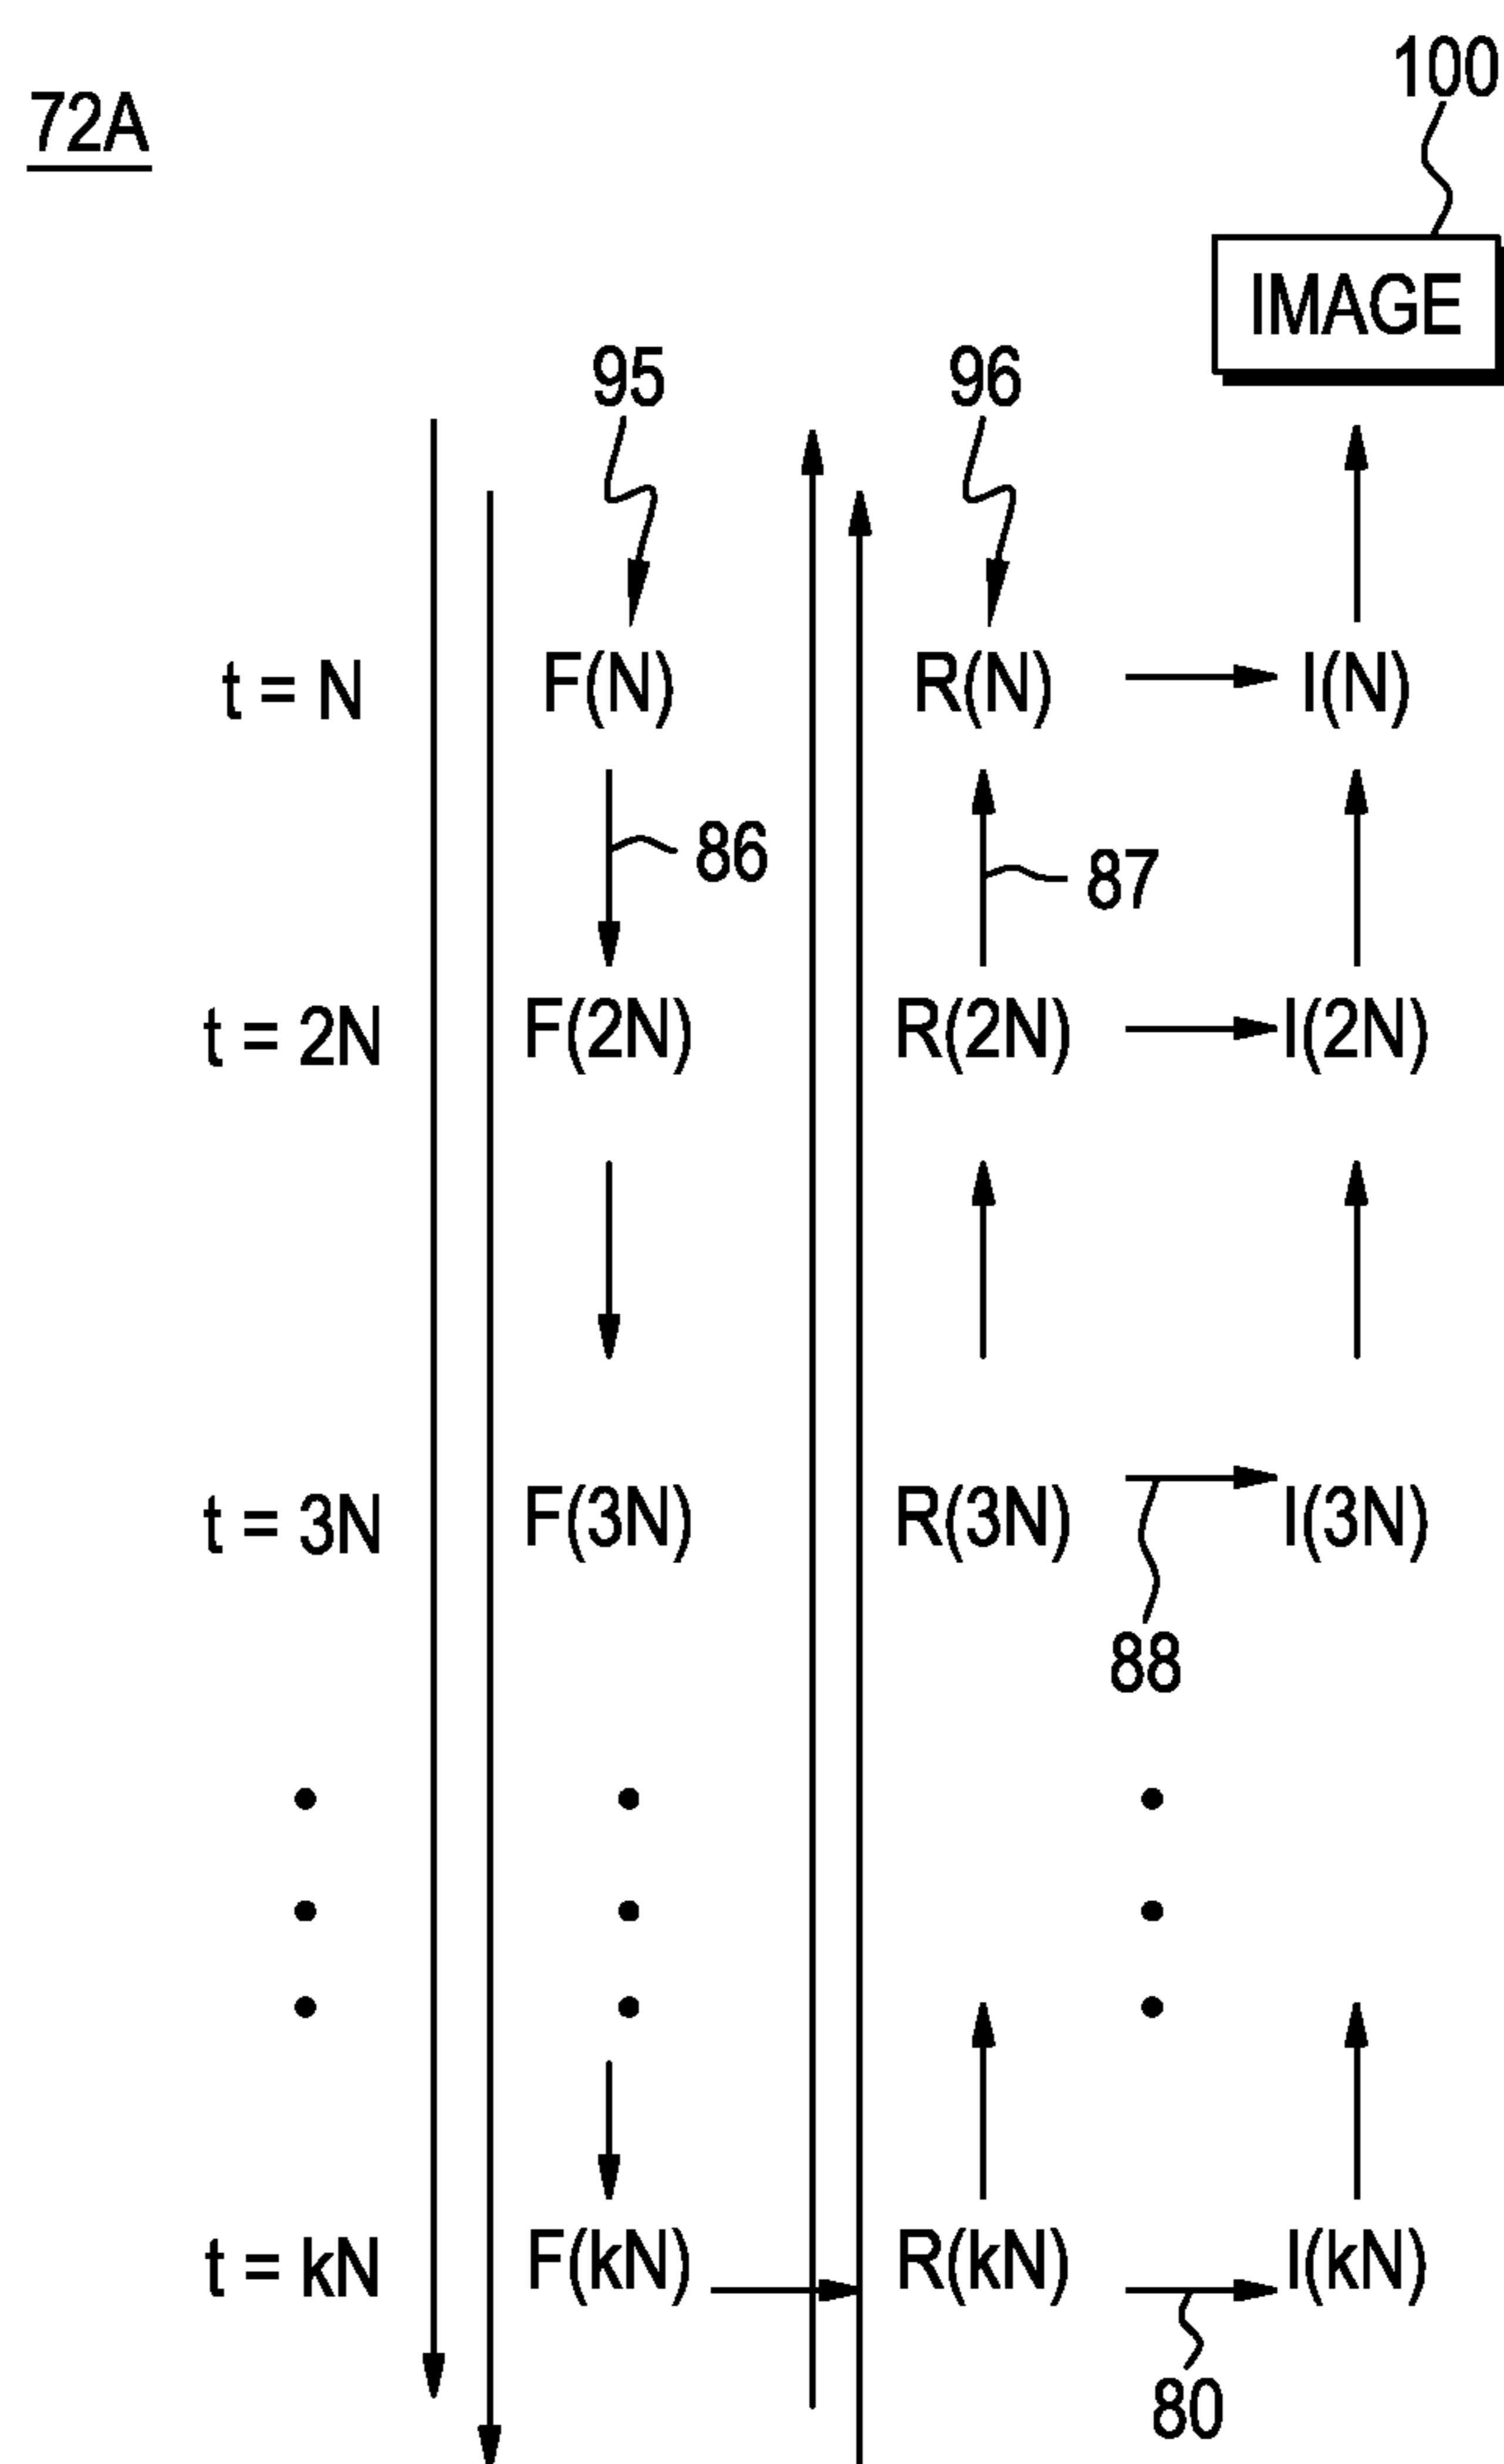 72A
100
IMAGE
95 96
t = N F(N) R(N) I(N)
86 87
t = 2N F(2N) R(2N) I(2N)
t = 3N F(3N) R(3N) I(3N)
88
t = kN F(kN) R(kN) I(kN)
80